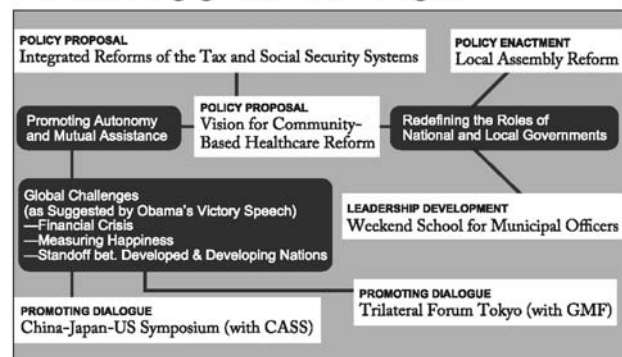 POLICY PROPOSAL
Integrated Reforms of the Tax and Social Security Systems
POLICY ENACTMENT
Local Assembly Reform
Promoting Autonomy
and Mutual Assistance
POLICY PROPOSAL
Vision for Community-
Based Healthcare Reform
Redefining the Roles of
National and Local Governments
Global Challenges
(as Suggested by Obama's Victory Speech)
—Financial Crisis
—Measuring Happiness
—Standoff bet. Developed & Developing Nations
LEADERSHIP DEVELOPMENT
Weekend School for Municipal Officers
PROMOTING DIALOGUE
China-Japan-US Symposium (with CASS)
PROMOTING DIALOGUE
Trilateral Forum Tokyo (with GMF)